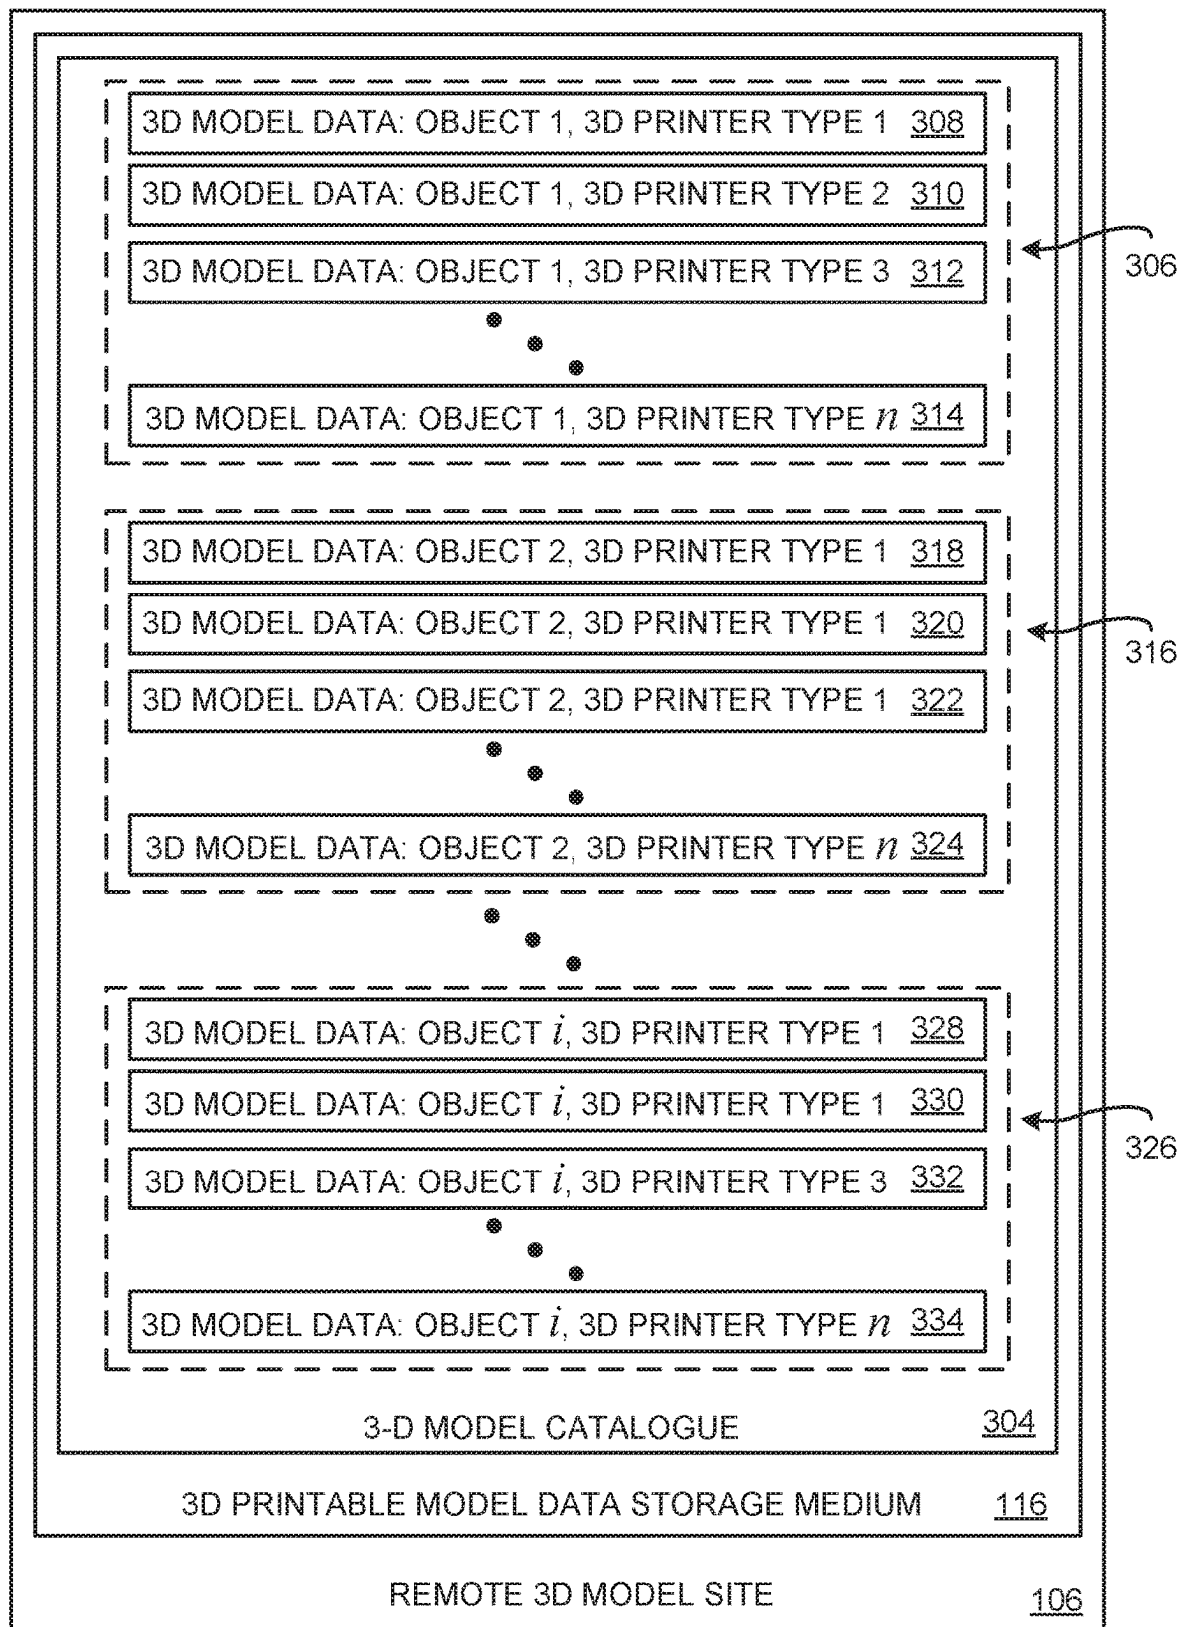 3D MODEL DATA: OBJECT 1, 3D PRINTER TYPE 1 308
3D MODEL DATA: OBJECT 1, 3D PRINTER TYPE 2 310
3D MODEL DATA: OBJECT 1, 3D PRINTER TYPE 3 312
306
3D MODEL DATA: OBJECT 1, 3D PRINTER TYPE n 314
3D MODEL DATA: OBJECT 2, 3D PRINTER TYPE 1 318
3D MODEL DATA: OBJECT 2, 3D PRINTER TYPE 1 320
316
3D MODEL DATA: OBJECT 2, 3D PRINTER TYPE 1 322
3D MODEL DATA: OBJECT 2, 3D PRINTER TYPE n 324
3D MODEL DATA: OBJECT i, 3D PRINTER TYPE 1 328
3D MODEL DATA: OBJECT i, 3D PRINTER TYPE 1 330
326
3D MODEL DATA: OBJECT i, 3D PRINTER TYPE 3 332
3D MODEL DATA: OBJECT i, 3D PRINTER TYPE n 334
3-D MODEL CATALOGUE 304
3D PRINTABLE MODEL DATA STORAGE MEDIUM 116
REMOTE 3D MODEL SITE 106